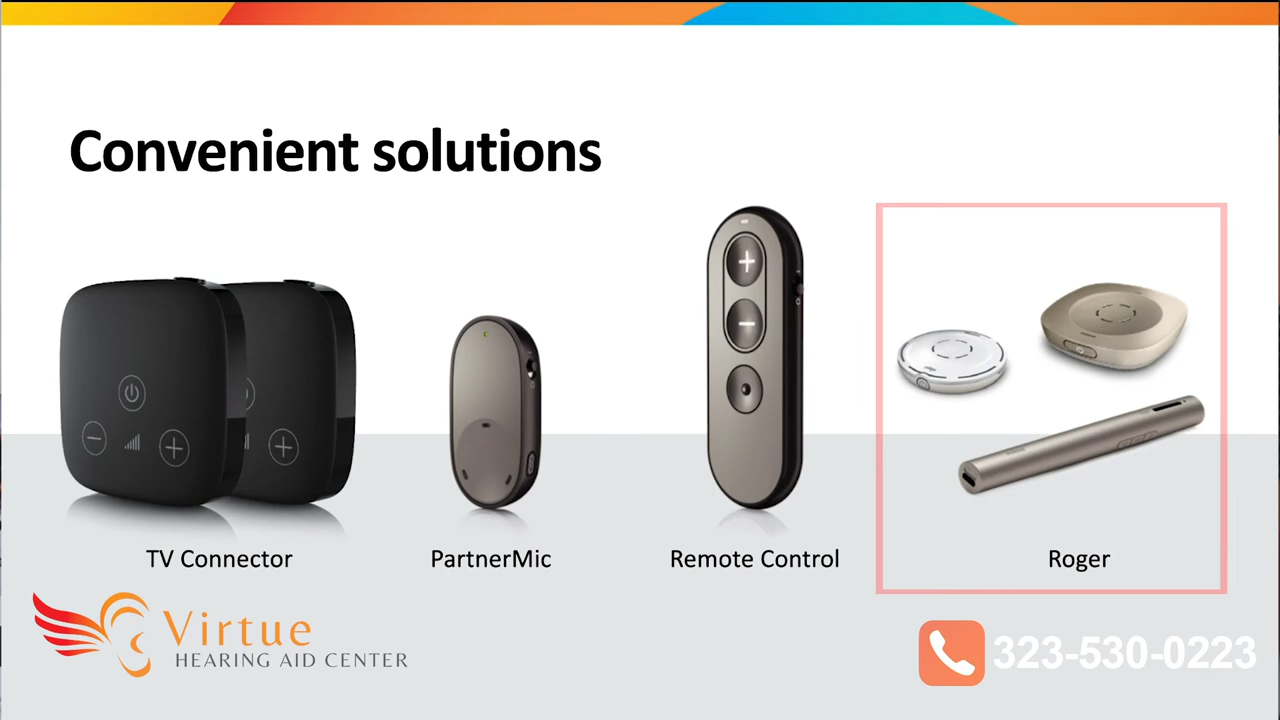 Convenient solutions
TV Connector
PartnerMic
Remote Control
Roger
Virtue
HEARING AID CENTER
323-530-0223